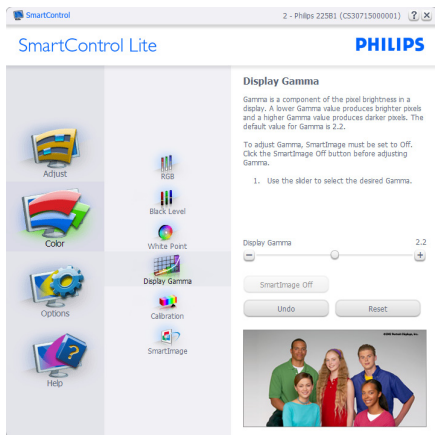 SmartControl
2 - Philips 225B1 (CS30715000001)
SmartControl Lite
PHILIPS
Adjust
Color
Options
Help
RGB
Black Level
White Point
Display Gamma
Calibration
SmartImage
Display Gamma
Gamma is a component of the pixel brightness in a
display. A lower Gamma value produces brighter pixels
and a higher Gamma value produces darker pixels. The
default value for Gamma is 2.2.
To adjust Gamma, SmartImage must be set to Off.
Click the SmartImage Off button before adjusting
Gamma.
1. Use the slider to select the desired Gamma.
Display Gamma 2.2
SmartImage Off
Undo Reset